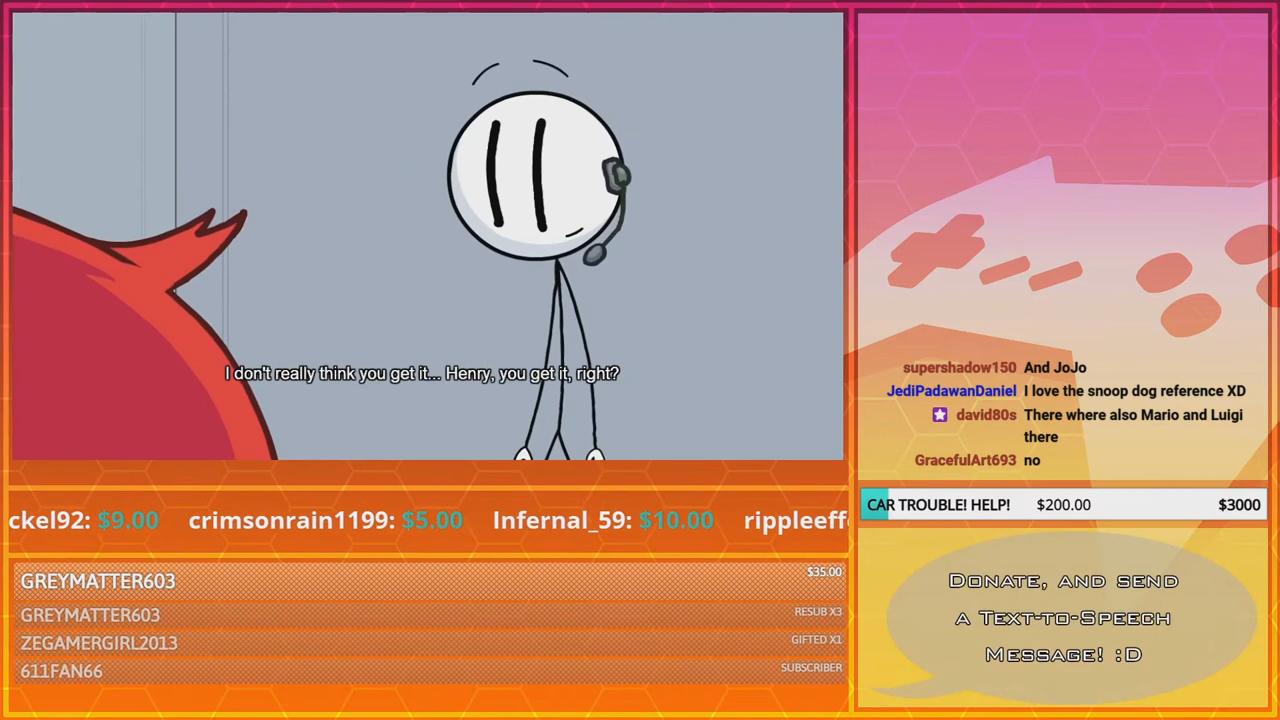 I don't really think you get it... Henry, you get it, right?
ckel92: $9.00 crimsonrain1199: $5.00 Infernal_59: $10.00 rippleeff
GREYMATTER603 $35.00
GREYMATTER603 RESUB X3
ZEGAMERGIRL2013 GIFTED X1
611FAN66 SUBSCRIBER
supershadow150 And JoJo
JediPadawanDaniel I love the snoop dog reference XD
david80s There where also Mario and Luigi
there
GracefulArt693 no
CAR TROUBLE! HELP! $200.00 $3000
Donate, and send
a Text-to-Speech
Message! :D